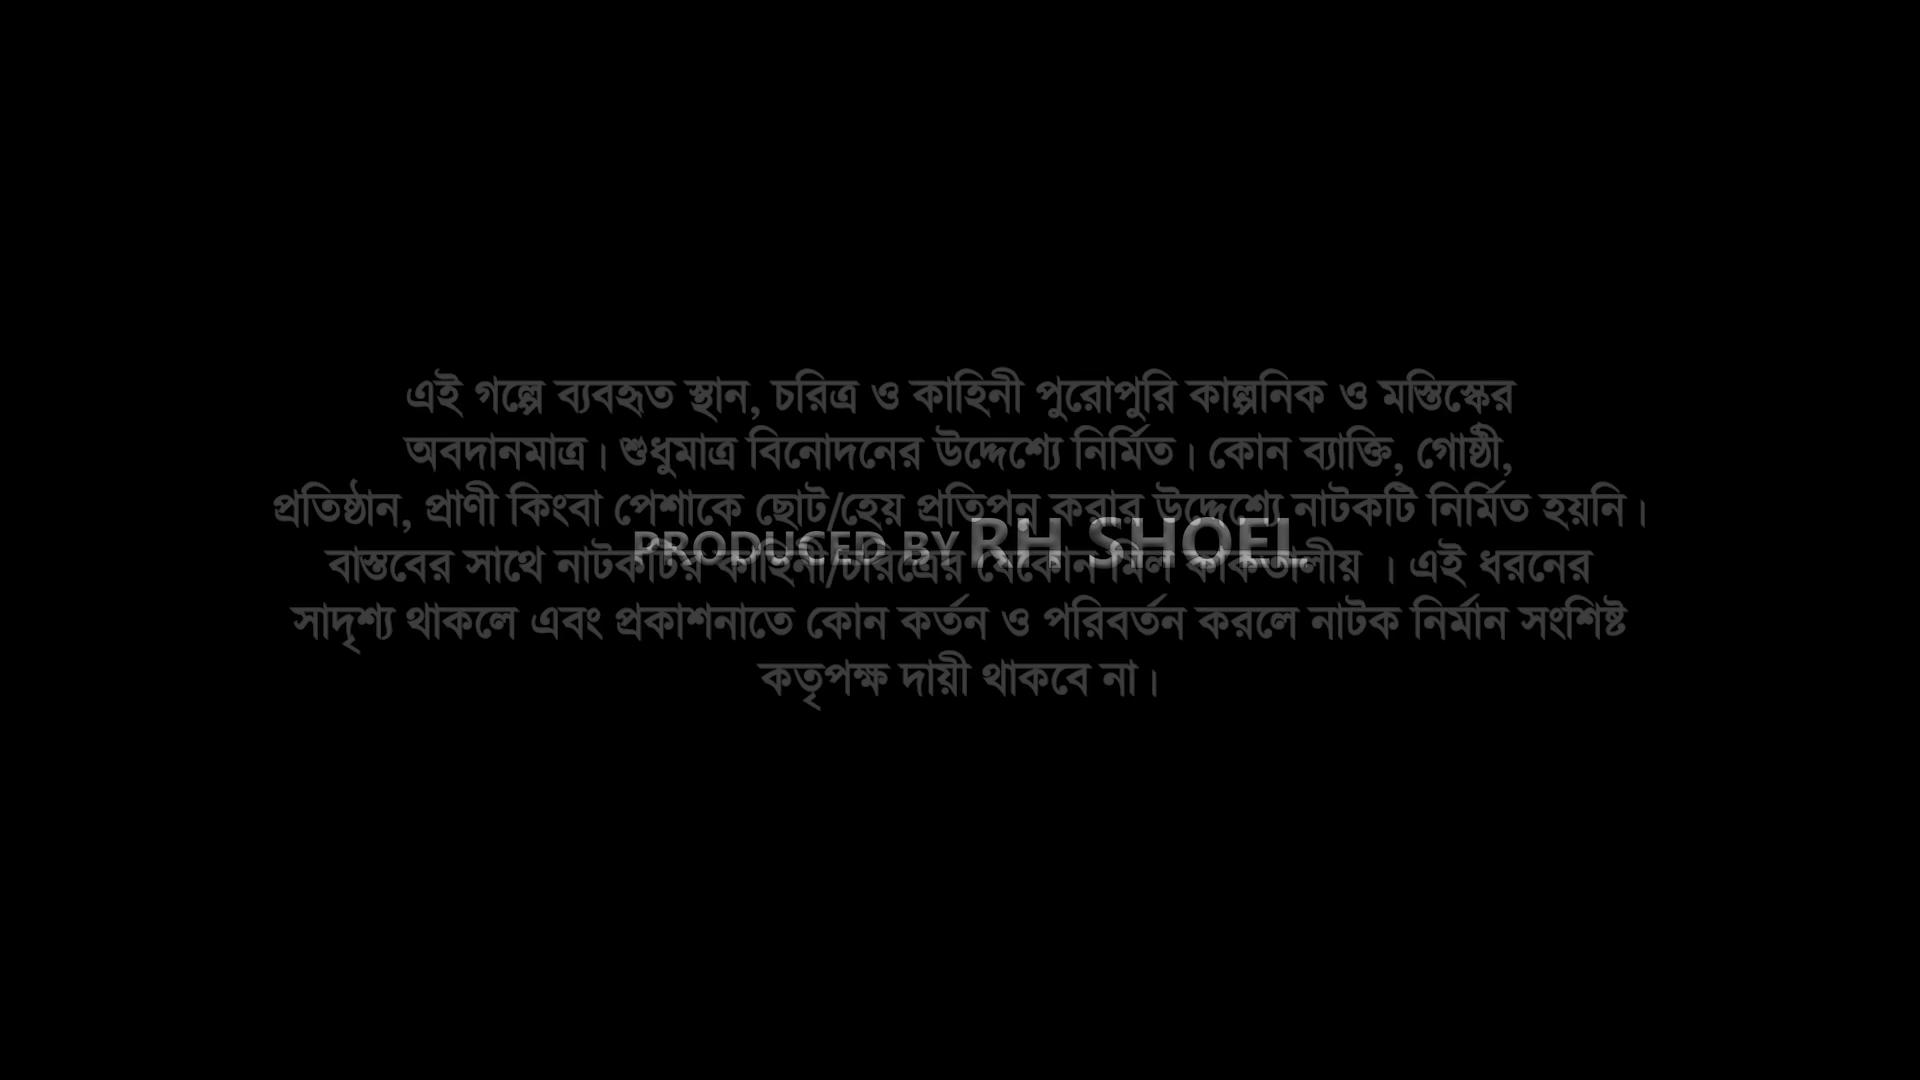 এই গল্পে ব্যবহৃত স্থান, চরিত্র ও কাহিনী পুরোপুরি কাল্পনিক ও মস্তিস্কের
অবদানমাত্র। শুধুমাত্র বিনোদনের উদ্দেশ্যে নির্মিত। কোন ব্যাক্তি, গোষ্ঠী,
প্রতিষ্ঠান, প্রাণী কিংবা পেশাকে ছোট/হেয় প্রতিপন্ন করার উদ্দেশ্যে নাটকটি নির্মিত হয়নি।
PRODUCED BY RH SHOEL
বাস্তবের সাথে নাটকটির কাহিনী/চরিত্রের যেকোন মিল কাকতালীয় । এই ধরনের
সাদৃশ্য থাকলে এবং প্রকাশনাতে কোন কর্তন ও পরিবর্তন করলে নাটক নির্মান সংশিষ্ট
কতৃপক্ষ দায়ী থাকবে না।